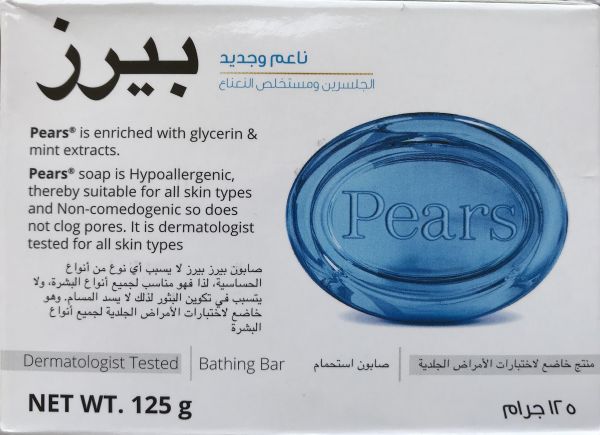 بيرز
ناعم وجديد
الجلسرين ومستخلص النعناع
Pears® is enriched with glycerin &
mint extracts.
Pears® soap is Hypoallergenic,
thereby suitable for all skin types
and Non-comedogenic so does
not clog pores. It is dermatologist
tested for all skin types
صابون بيرز بيرز لا يسبب أي نوع من أنواع
الحساسية، لذا فهو مناسب لجميع أنواع البشرة، ولا
يتسبب في تكوين البثور لذلك لا يسد المسام. وهو
خاضع لاختبارات الأمراض الجلدية لجميع أنواع
البشرة
Pears
Dermatologist Tested | Bathing Bar صابون استحمام | منتج خاضع لاختبارات الأمراض الجلدية
NET WT. 125 g ١٢٥ جرام